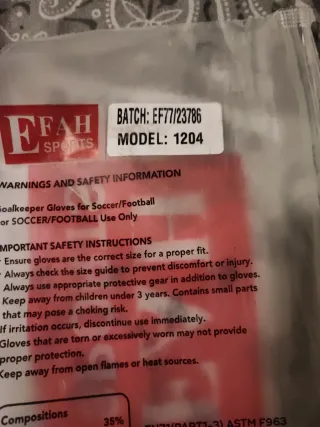 EFAH
SPORTS
BATCH: EF77/23786
MODEL: 1204
WARNINGS AND SAFETY INFORMATION
Goalkeeper Gloves for Soccer/Football
for SOCCER/FOOTBALL Use Only
IMPORTANT SAFETY INSTRUCTIONS
Ensure gloves are the correct size for a proper fit.
Always check the size guide to prevent discomfort or injury.
Always use appropriate protective gear in addition to gloves.
Keep away from children under 3 years. Contains small parts
that may pose a choking risk.
If irritation occurs, discontinue use immediately.
Gloves that are torn or excessively worn may not provide
proper protection.
Keep away from open flames or heat sources.
Compositions
35%
ASTM F963